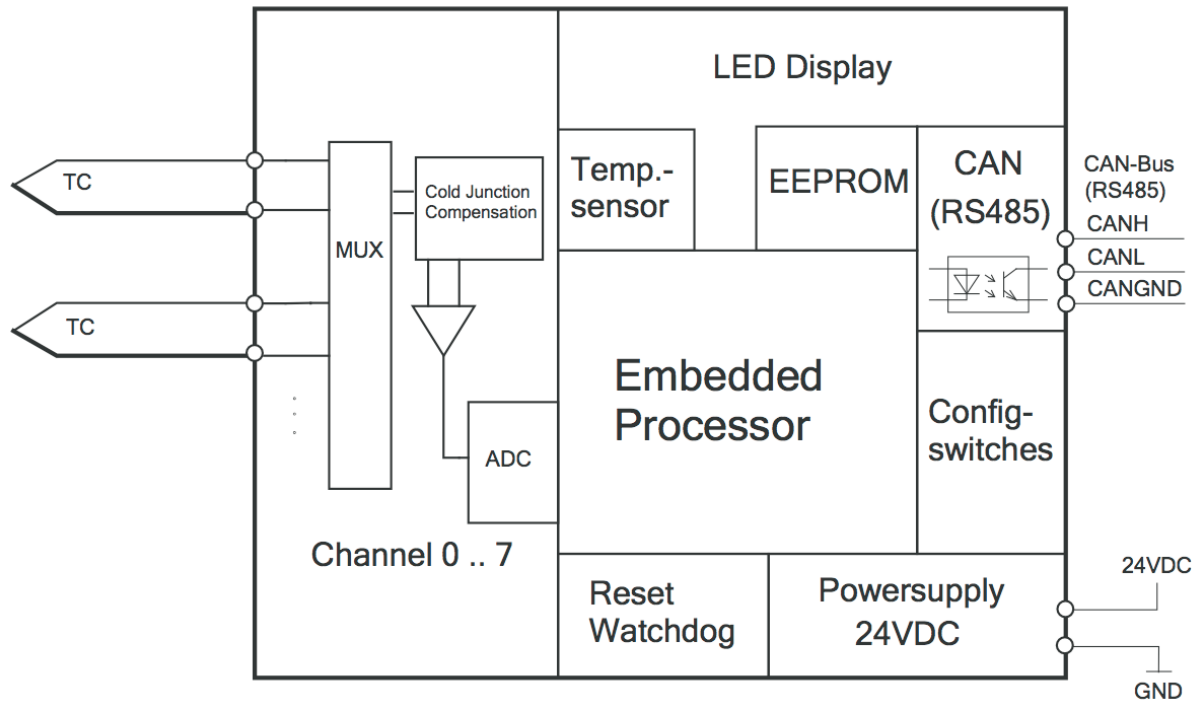 LED Display
TC
TC
MUX
Cold Junction
Compensation
ADC
Channel 0 .. 7
Temp.-
sensor
EEPROM
CAN
(RS485)
Embedded
Processor
Config-
switches
Reset
Watchdog
Powersupply
24VDC
CAN-Bus
(RS485)
CANH
CANL
CANGND
24VDC
GND